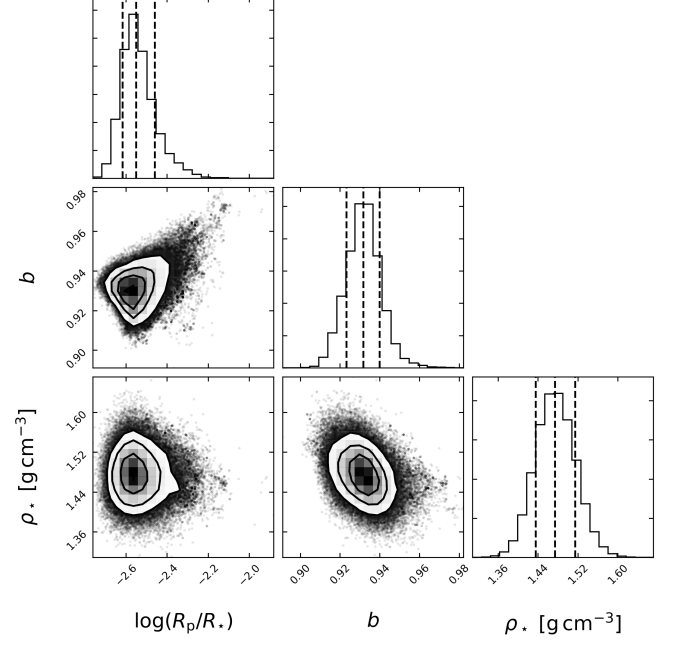 0.98
0.96
0.94
0.92
0.90
b
1.60
1.52
1.44
1.36
ρ⋆ [g cm⁻³]
−2.6 −2.4 −2.2 −2.0
0.90 0.92 0.94 0.96 0.98
1.36 1.44 1.52 1.60
log(Rₚ/R⋆)
b
ρ⋆ [g cm⁻³]